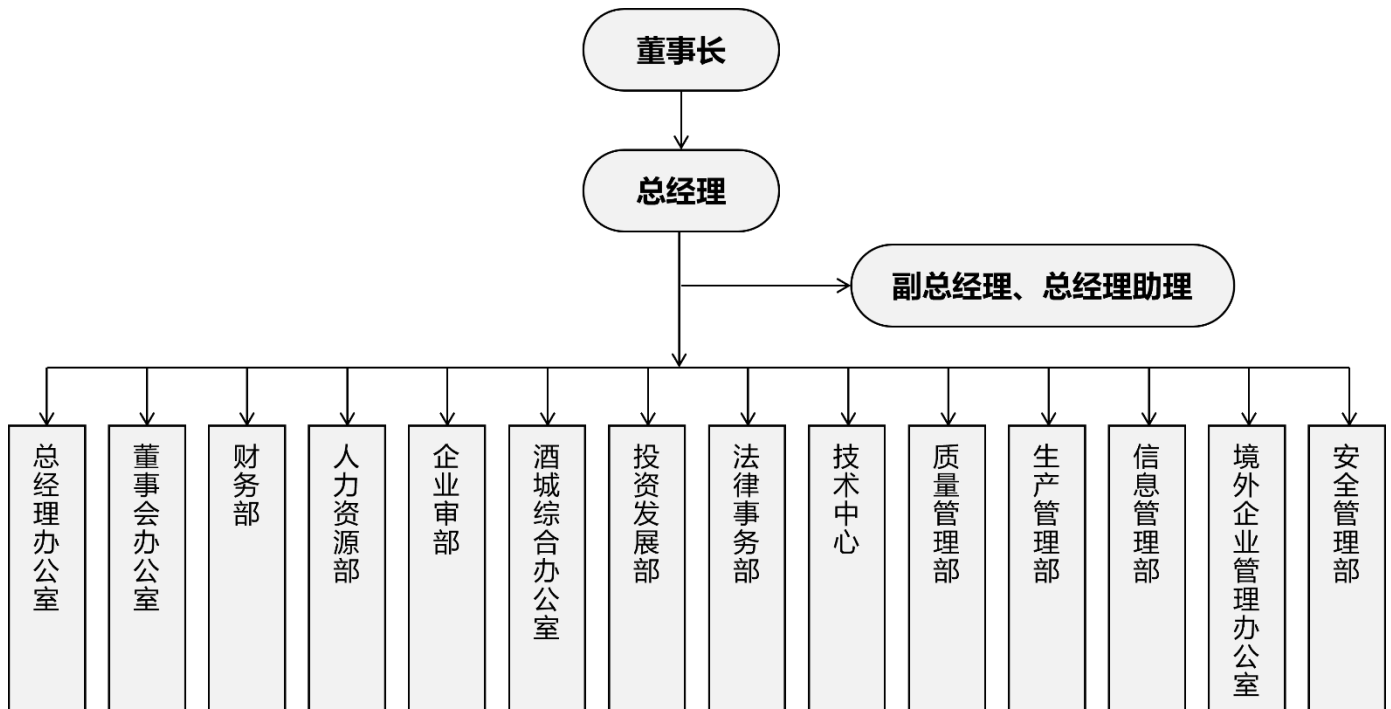 董事长
总经理
副总经理、总经理助理
总经理办公室
董事会办公室
财务部
人力资源部
企业审部
酒城综合办公室
投资发展部
法律事务部
技术中心
质量管理部
生产管理部
信息管理部
境外企业管理办公室
安全管理部